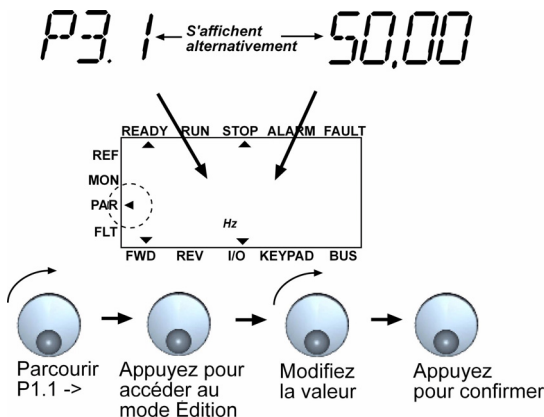 P3.1
S'affichent
alternativement
50,00
READY RUN STOP ALARM FAULT
REF
MON
PAR
FLT
Hz
FWD REV I/O KEYPAD BUS
Parcourir
P1.1 ->
Appuyez pour
accéder au
mode Edition
Modifiez
la valeur
Appuyez
pour confirmer